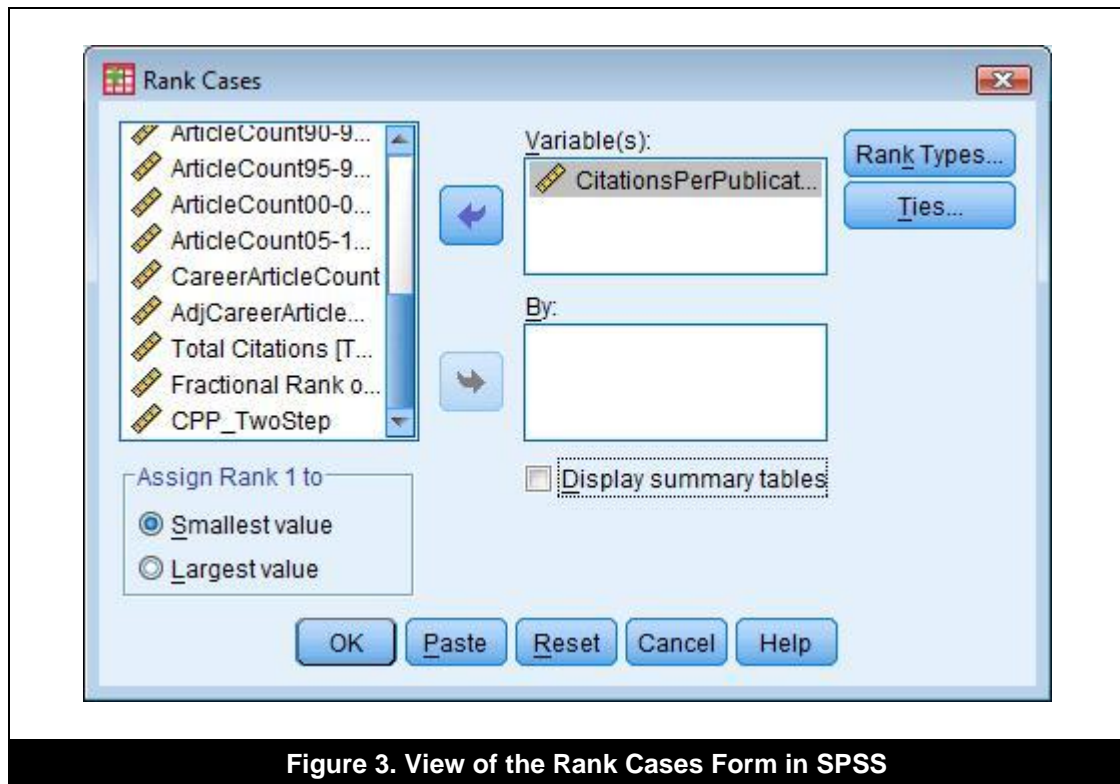 Rank Cases
ArticleCount90-9...
ArticleCount95-9...
ArticleCount00-0...
ArticleCount05-1...
CareerArticleCount
AdjCareerArticle...
Total Citations [T...
Fractional Rank o...
CPP_TwoStep
Variable(s):
CitationsPerPublicat...
By:
Display summary tables
Rank Types...
Ties...
Assign Rank 1 to
Smallest value
Largest value
OK
Paste
Reset
Cancel
Help
Figure 3. View of the Rank Cases Form in SPSS